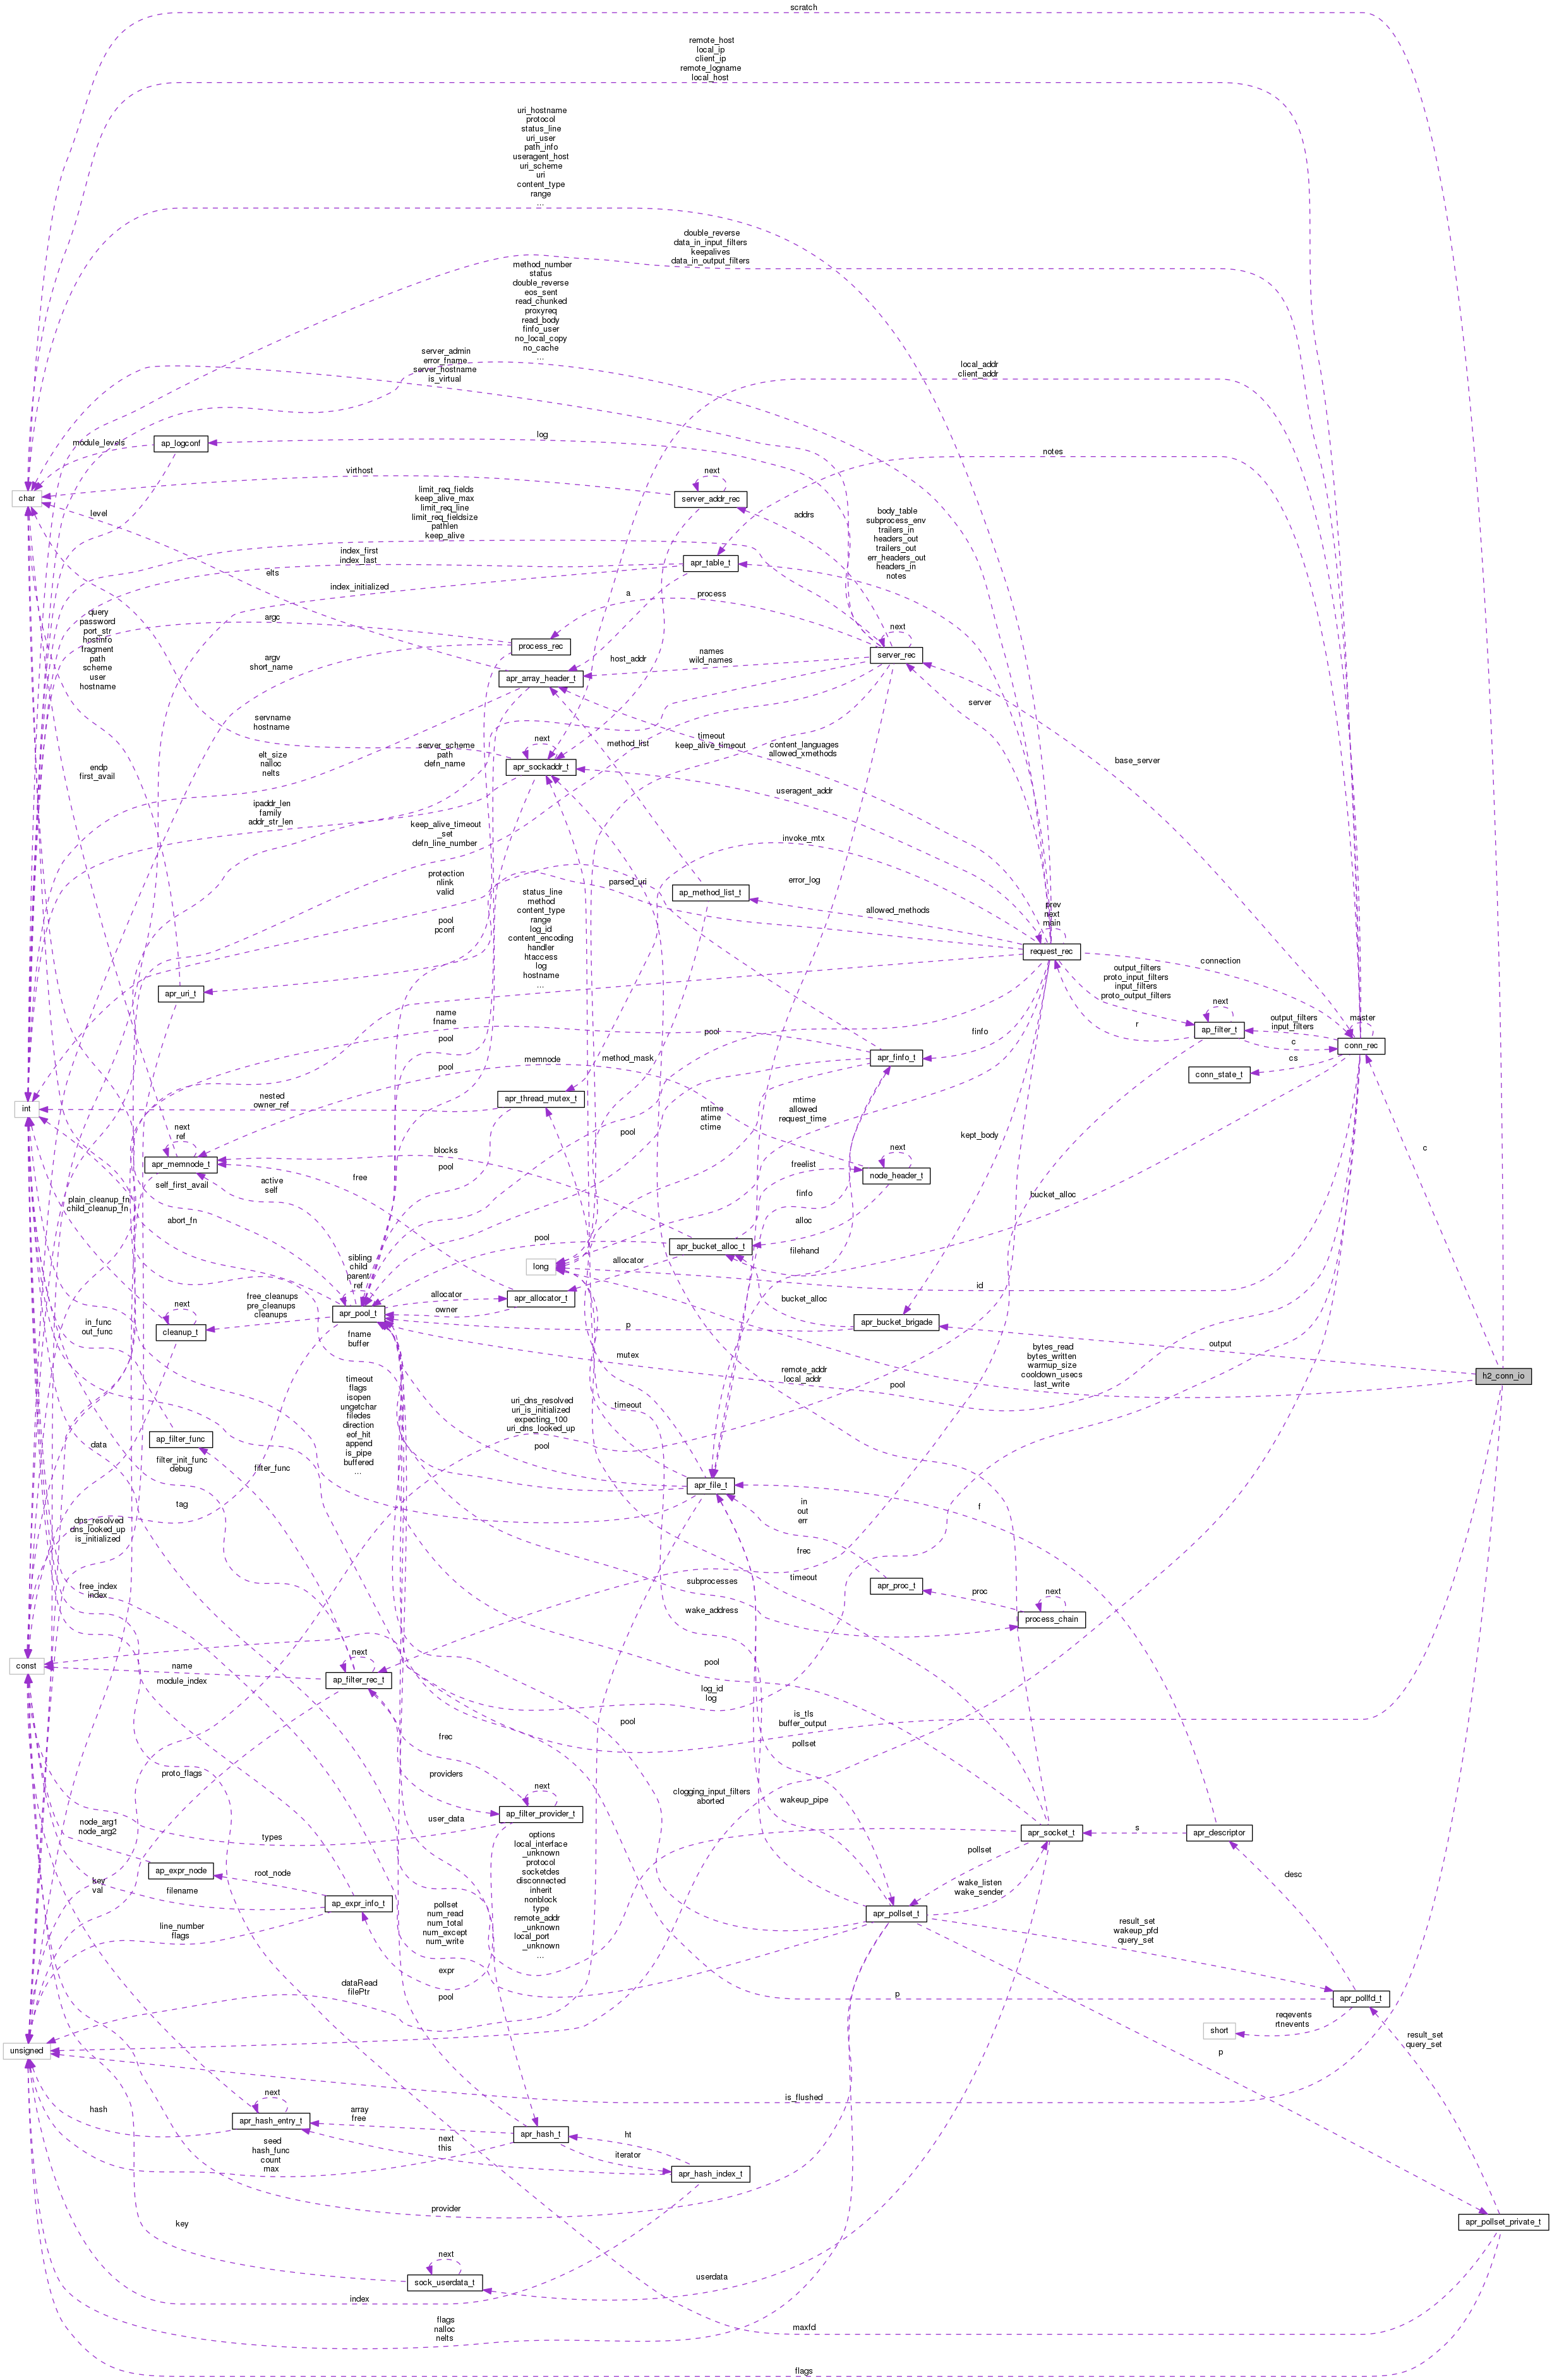 scratch
remote_host
local_ip
client_ip
remote_logname
local_host
uri_hostname
protocol
status_line
uri_user
path_info
useragent_host
uri_scheme
uri
content_type
range
...
double_reverse
data_in_input_filters
keepalives
data_in_output_filters
method_number
status
double_reverse
eos_sent
read_chunked
proxyreq
read_body
finfo_user
no_local_copy
no_cache
...
server_admin
error_fname
server_hostname
is_virtual
local_addr
client_addr
module_levels
ap_logconf
log
notes
virthost
next
server_addr_rec
char
level
limit_req_fields
keep_alive_max
limit_req_line
limit_req_fieldsize
pathlen
keep_alive
addrs
body_table
subprocess_env
trailers_in
headers_out
trailers_out
err_headers_out
headers_in
notes
index_first
index_last
apr_table_t
elts
index_initialized
a
process
query
password
port_str
hostinfo
fragment
path
scheme
user
hostname
argc
process_rec
next
server_rec
argv
short_name
host_addr
names
wild_names
apr_array_header_t
server
servname
hostname
elt_size
nalloc
nelts
server_scheme
path
defn_name
next
apr_sockaddr_t
method_list
timeout
keep_alive_timeout
content_languages
allowed_xmethods
base_server
endp
first_avail
useragent_addr
ipaddr_len
family
addr_str_len
keep_alive_timeout
_set
defn_line_number
invoke_mtx
protection
nlink
valid
parsed_uri
ap_method_list_t
error_log
allowed_methods
prev
next
main
request_rec
pool
pconf
status_line
method
content_type
range
log_id
content_encoding
handler
htaccess
log
hostname
...
connection
output_filters
proto_input_filters
input_filters
proto_output_filters
apr_uri_t
next
ap_filter_t
r
output_filters
input_filters
master
conn_rec
c
cs
conn_state_t
name
fname
pool
pool
finfo
apr_finfo_t
memnode
pool
method_mask
apr_thread_mutex_t
nested
owner_ref
int
mtime
atime
ctime
mtime
allowed
request_time
next
ref
apr_memnode_t
pool
kept_body
c
blocks
pool
freelist
next
node_header_t
self_first_avail
active
self
free
plain_cleanup_fn
child_cleanup_fn
finfo
bucket_alloc
abort_fn
alloc
pool
apr_bucket_alloc_t
filehand
sibling
child
parent
ref
long
allocator
id
apr_pool_t
allocator
owner
apr_allocator_t
free_cleanups
pre_cleanups
cleanups
next
cleanup_t
bucket_alloc
apr_bucket_brigade
p
output
in_func
out_func
fname
buffer
mutex
bytes_read
bytes_written
warmup_size
cooldown_usecs
last_write
h2_conn_io
remote_addr
local_addr
pool
timeout
flags
isopen
ungetchar
filedes
direction
eof_hit
append
is_pipe
buffered
...
uri_dns_resolved
uri_is_initialized
expecting_100
uri_dns_looked_up
timeout
ap_filter_func
data
filter_init_func
debug
filter_func
pool
apr_file_t
tag
in
out
err
f
dns_resolved
dns_looked_up
is_initialized
frec
free_index
index
subprocesses
timeout
apr_proc_t
proc
next
process_chain
wake_address
const
name
next
ap_filter_rec_t
module_index
pool
log_id
log
is_tls
buffer_output
frec
pool
pollset
proto_flags
providers
next
ap_filter_provider_t
clogging_input_filters
aborted
wakeup_pipe
node_arg1
node_arg2
types
user_data
ap_expr_node
root_node
options
local_interface
_unknown
protocol
socketdes
disconnected
inherit
nonblock
type
remote_addr
_unknown
local_port
_unknown
...
apr_socket_t
s
apr_descriptor
pollset
key
val
filename
ap_expr_info_t
desc
wake_listen
wake_sender
apr_pollset_t
line_number
flags
pollset
num_read
num_total
num_except
num_write
result_set
wakeup_pfd
query_set
expr
dataRead
filePtr
pool
p
apr_pollfd_t
reqevents
rtnevents
short
unsigned
result_set
query_set
p
is_flushed
next
apr_hash_entry_t
hash
array
free
apr_hash_t
ht
seed
hash_func
count
max
next
this
iterator
apr_hash_index_t
provider
key
apr_pollset_private_t
next
sock_userdata_t
userdata
index
flags
nalloc
nelts
maxfd
flags